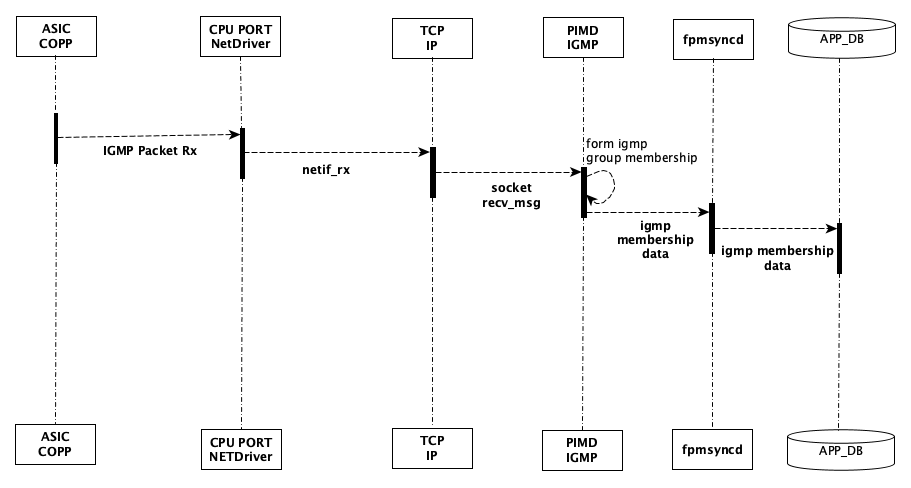 ASIC
COPP
CPU PORT
NetDriver
TCP
IP
PIMD
IGMP
fpmsyncd
APP_DB
IGMP Packet Rx
netif_rx
socket
recv_msg
form igmp
group membership
igmp
membership
data
igmp membership
data
ASIC
COPP
CPU PORT
NETDriver
TCP
IP
PIMD
IGMP
fpmsyncd
APP_DB